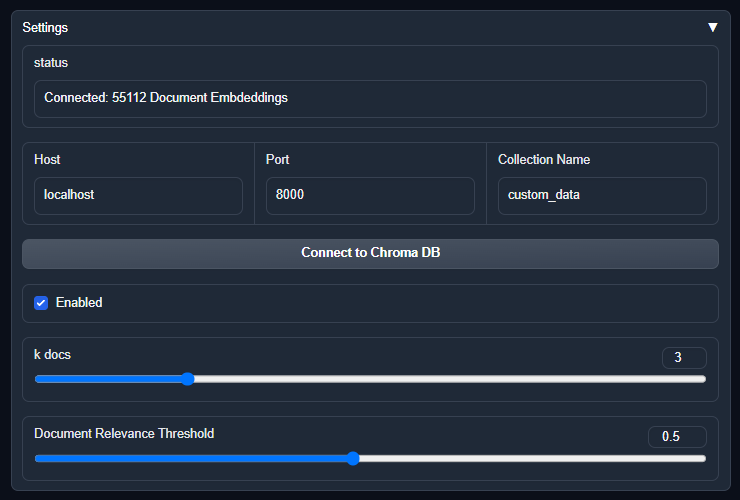 Settings ▼
status
Connected: 55112 Document Embdeddings
Host Port Collection Name
localhost 8000 custom_data
Connect to Chroma DB
Enabled
k docs 3
Document Relevance Threshold 0.5